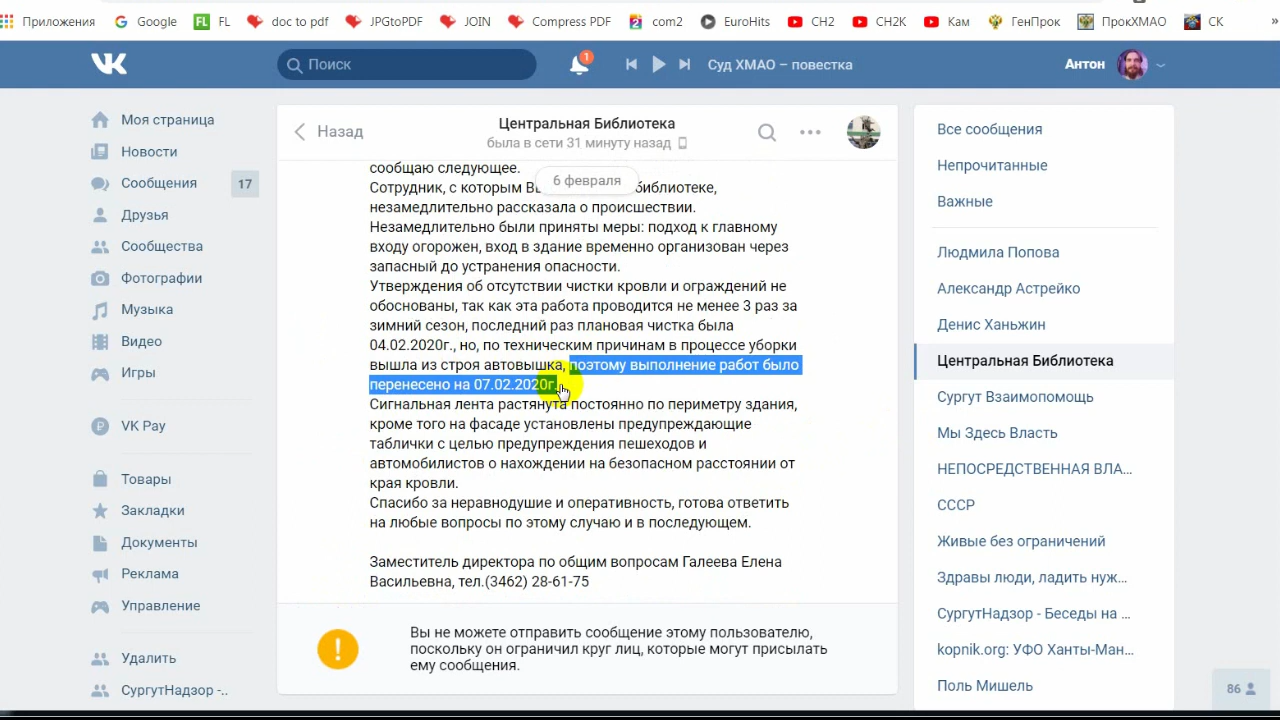 Приложения Google FL FL doc to pdf JPGtoPDF JOIN Compress PDF com2 EuroHits CH2 CH2K Кам ГенПрок ПрокХМАО СК »
Поиск 1 Суд ХМАО – повестка Антон
Моя страница
Новости
Сообщения 17
Друзья
Сообщества
Фотографии
Музыка
Видео
Игры
VK Pay
Товары
Закладки
Документы
Реклама
Управление
Удалить
СургутНадзор -..
Назад
Центральная Библиотека
была в сети 31 минуту назад
6 февраля
сообщаю следующее.
Сотрудник, с которым библиотеке,
незамедлительно рассказала о происшествии.
Незамедлительно были приняты меры: подход к главному
входу огорожен, вход в здание временно организован через
запасный до устранения опасности.
Утверждения об отсутствии чистки кровли и ограждений не
обоснованы, так как эта работа проводится не менее 3 раз за
зимний сезон, последний раз плановая чистка была
04.02.2020г., но, по техническим причинам в процессе уборки
вышла из строя автовышка, поэтому выполнение работ было
перенесено на 07.02.2020г.
Сигнальная лента растянута постоянно по периметру здания,
кроме того на фасаде установлены предупреждающие
таблички с целью предупреждения пешеходов и
автомобилистов о нахождении на безопасном расстоянии от
края кровли.
Спасибо за неравнодушие и оперативность, готова ответить
на любые вопросы по этому случаю и в последующем.
Заместитель директора по общим вопросам Галеева Елена
Васильевна, тел.(3462) 28-61-75
Вы не можете отправить сообщение этому пользователю,
поскольку он ограничил круг лиц, которые могут присылать
ему сообщения.
Все сообщения
Непрочитанные
Важные
Людмила Попова
Александр Астрейко
Денис Ханьжин
Центральная Библиотека
Сургут Взаимопомощь
Мы Здесь Власть
НЕПОСРЕДСТВЕННАЯ ВЛА...
СССР
Живые без ограничений
Здравы люди, ладить нуж...
СургутНадзор - Беседы на ...
kopnik.org: УФО Ханты-Ман...
Поль Мишель
86